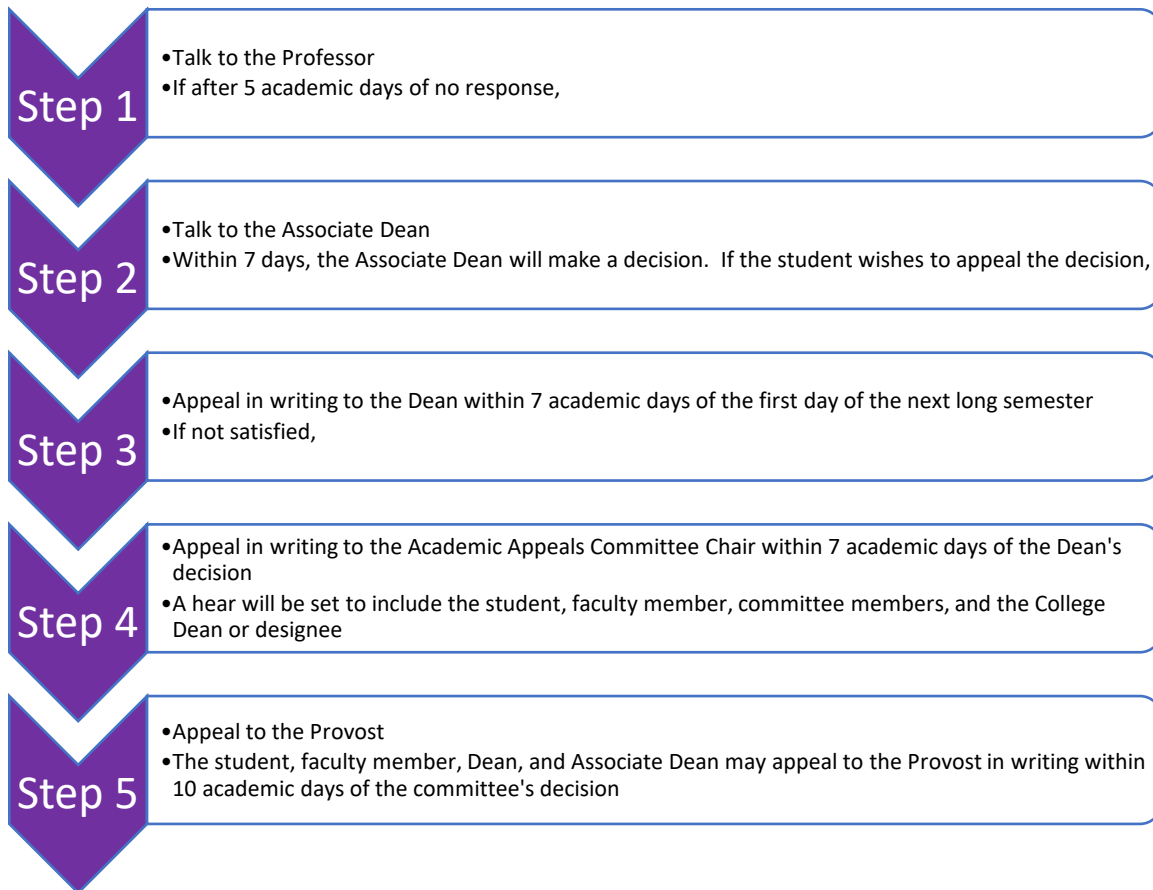 Step 1
•Talk to the Professor
•If after 5 academic days of no response,
Step 2
•Talk to the Associate Dean
•Within 7 days, the Associate Dean will make a decision.  If the student wishes to appeal the decision,
Step 3
•Appeal in writing to the Dean within 7 academic days of the first day of the next long semester
•If not satisfied,
Step 4
•Appeal in writing to the Academic Appeals Committee Chair within 7 academic days of the Dean's
decision
•A hear will be set to include the student, faculty member, committee members, and the College
Dean or designee
Step 5
•Appeal to the Provost
•The student, faculty member, Dean, and Associate Dean may appeal to the Provost in writing within
10 academic days of the committee's decision